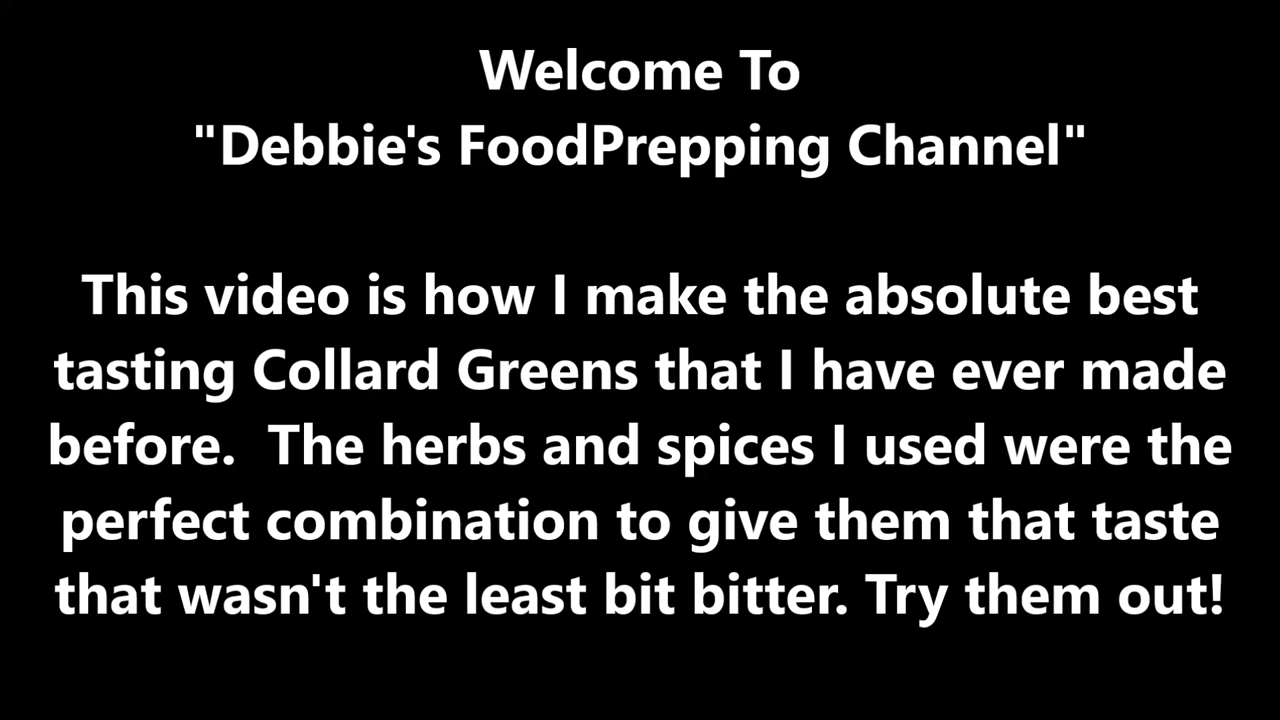 Welcome To
"Debbie's FoodPrepping Channel"
This video is how I make the absolute best
tasting Collard Greens that I have ever made
before.  The herbs and spices I used were the
perfect combination to give them that taste
that wasn't the least bit bitter. Try them out!